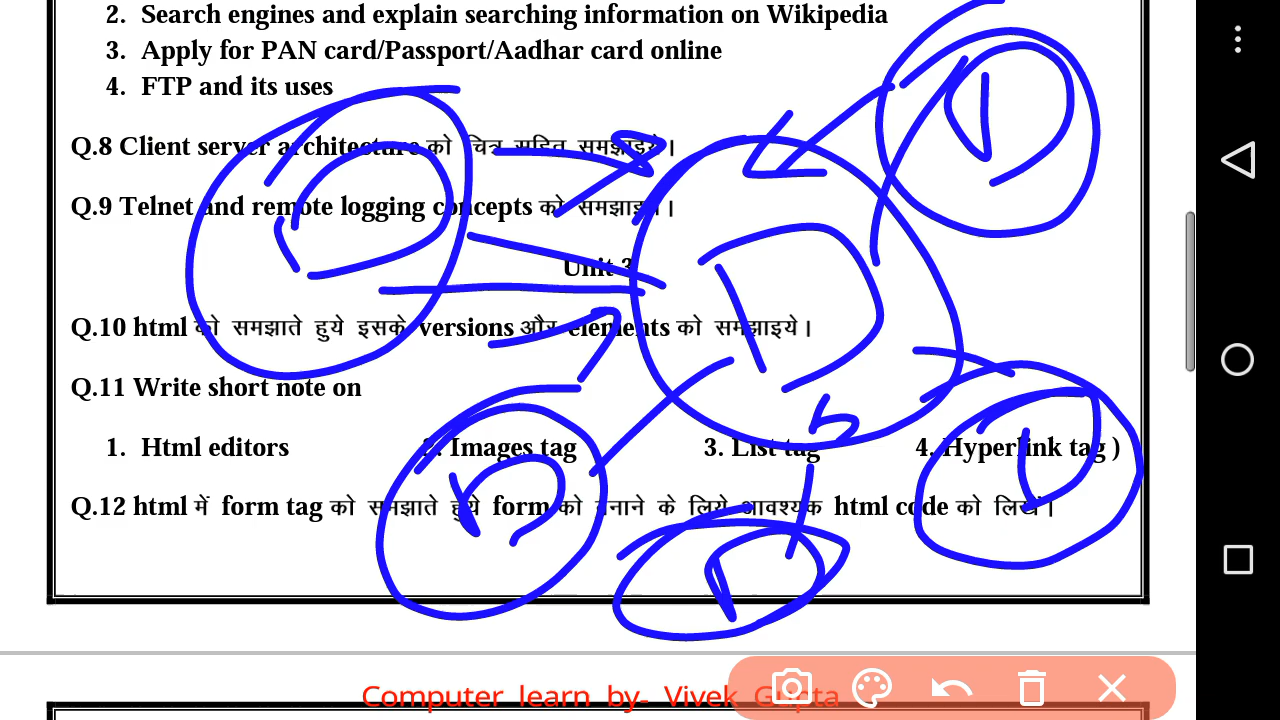 2. Search engines and explain searching information on Wikipedia
3. Apply for PAN card/Passport/Aadhar card online
4. FTP and its uses
Q.8 Client server architecture को चित्र सहित समझाइये।
Q.9 Telnet and remote logging concepts को समझाइये।
Unit 3
Q.10 html को समझाते हुये इसके versions और elements को समझाइये।
Q.11 Write short note on
1. Html editors 2. Images tag 3. List tag 4. Hyperlink tag )
Q.12 html में form tag को समझाते हुये form को बनाने के लिये आवश्यक html code को लिखें।
Computer learn by- Vivek Gupta